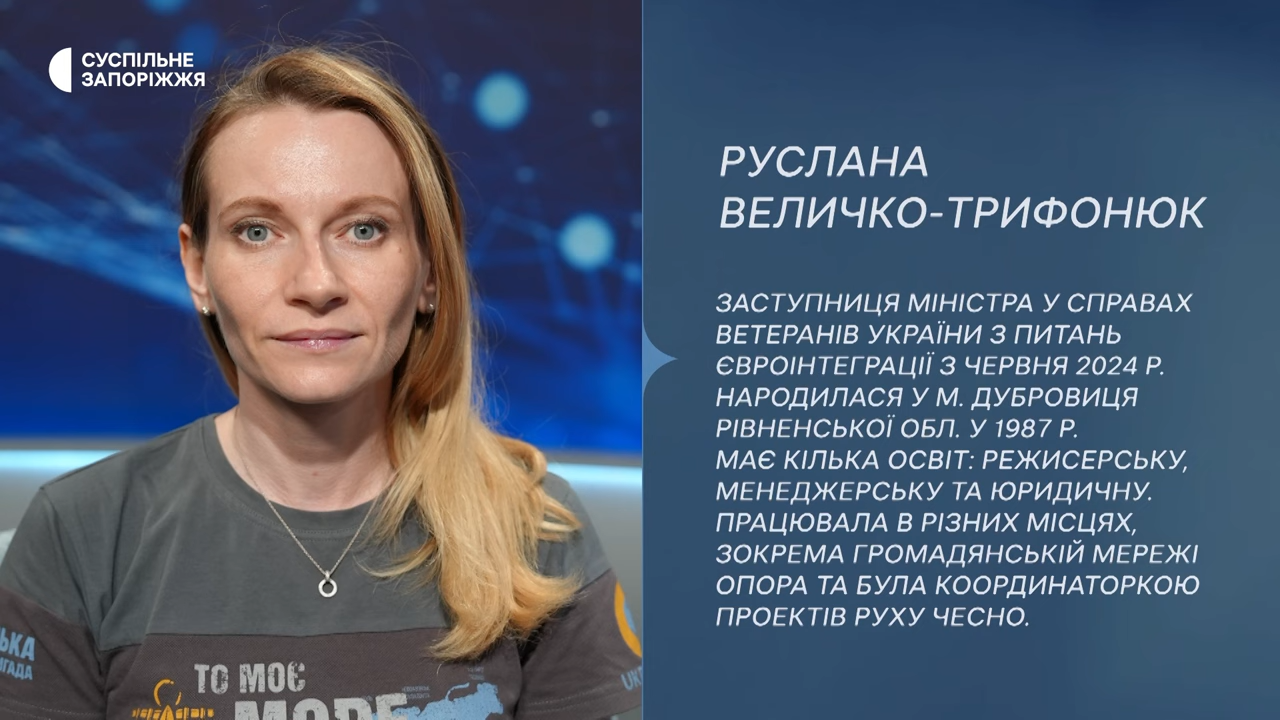 СУСПІЛЬНЕ
ЗАПОРІЖЖЯ
РУСЛАНА
ВЕЛИЧКО-ТРИФОНЮК
ЗАСТУПНИЦЯ МІНІСТРА У СПРАВАХ
ВЕТЕРАНІВ УКРАЇНИ З ПИТАНЬ
ЄВРОІНТЕГРАЦІЇ З ЧЕРВНЯ 2024 Р.
НАРОДИЛАСЯ У М. ДУБРОВИЦЯ
РІВНЕНСЬКОЇ ОБЛ. У 1987 Р.
МАЄ КІЛЬКА ОСВІТ: РЕЖИСЕРСЬКУ,
МЕНЕДЖЕРСЬКУ ТА ЮРИДИЧНУ.
ПРАЦЮВАЛА В РІЗНИХ МІСЦЯХ,
ЗОКРЕМА ГРОМАДЯНСЬКІЙ МЕРЕЖІ
ОПОРА ТА БУЛА КООРДИНАТОРКОЮ
ПРОЕКТІВ РУХУ ЧЕСНО.
ТО МОЄ
МОРЕ